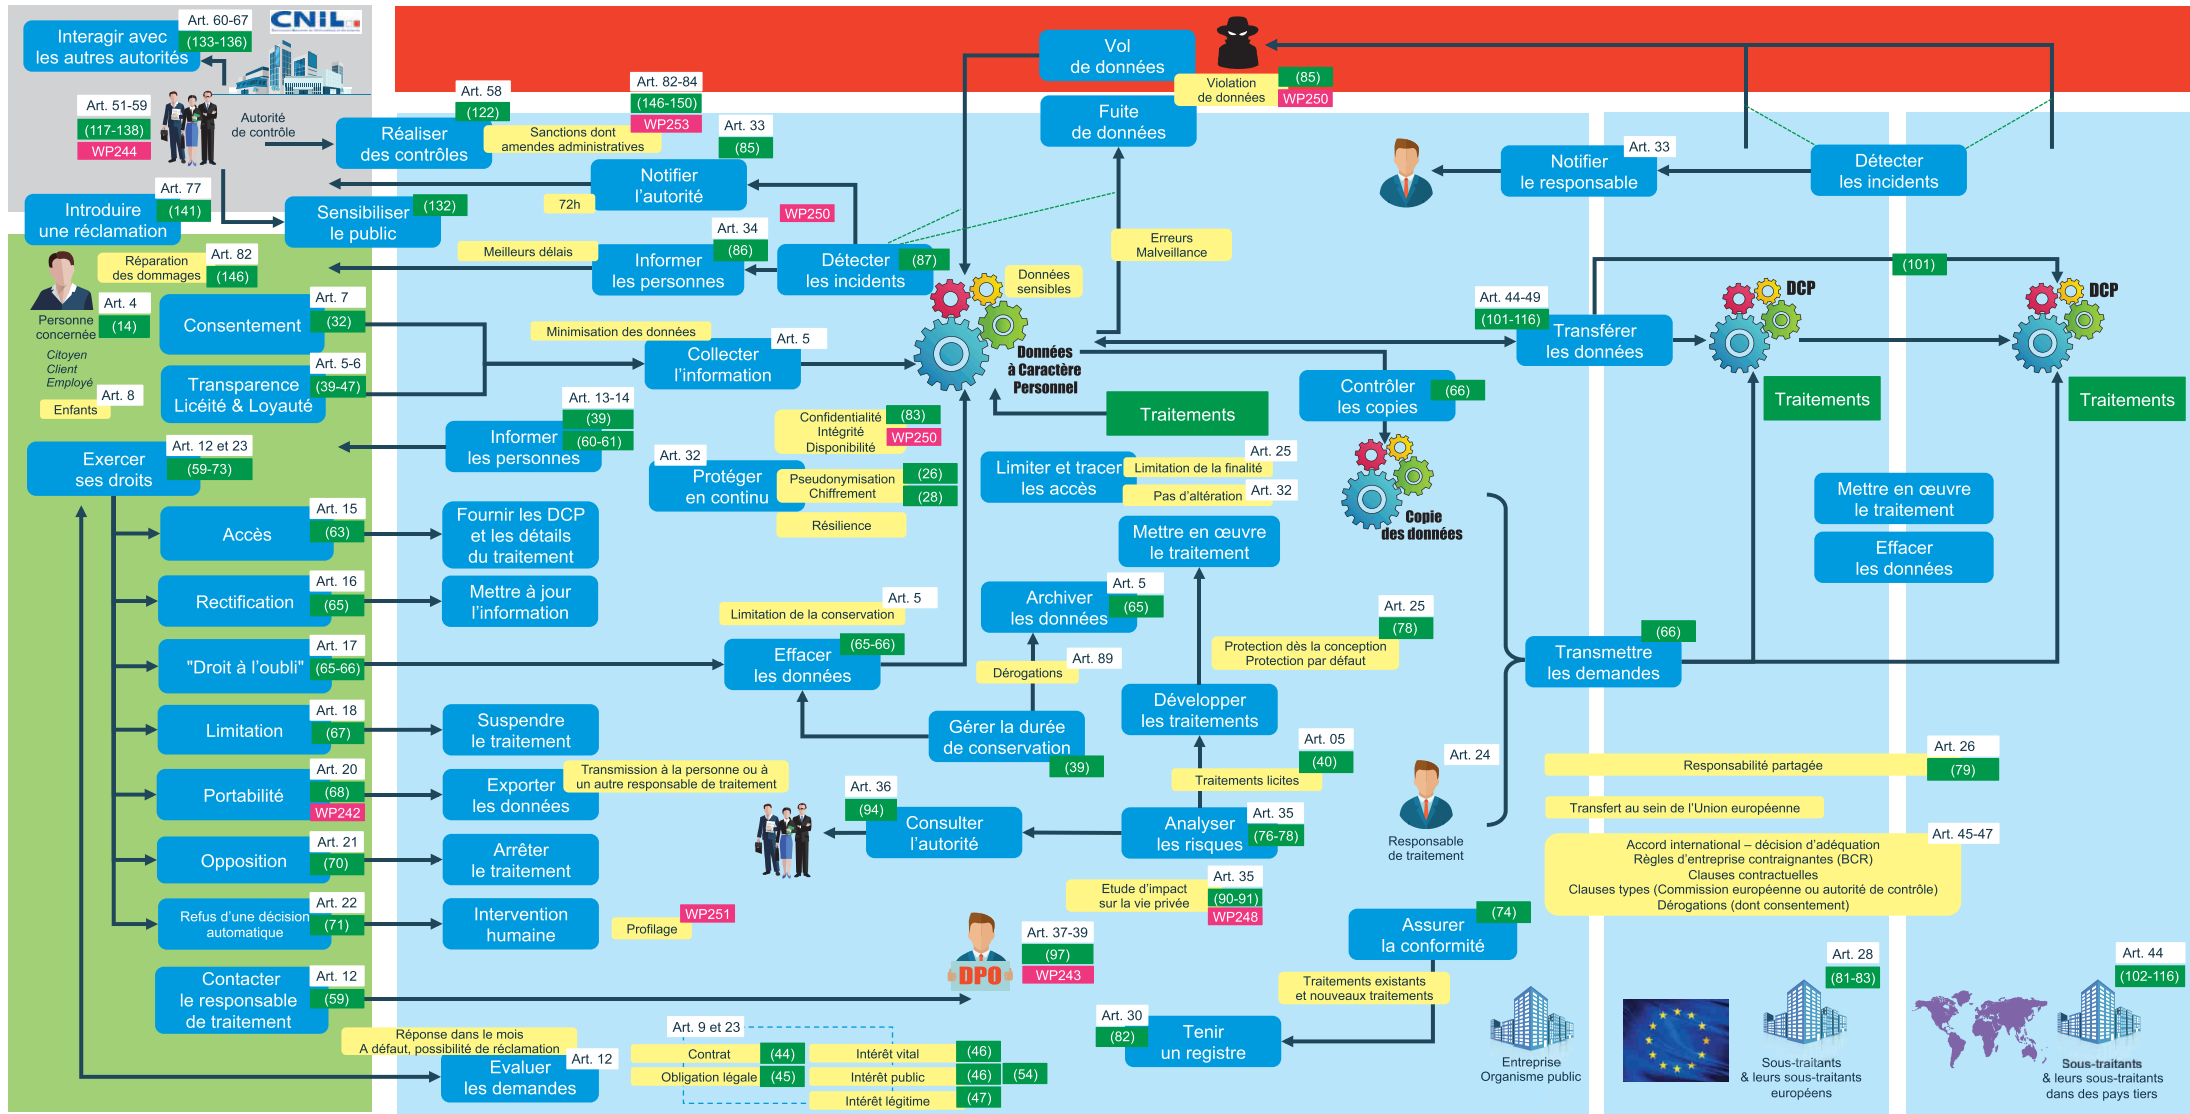 Interagir avec
les autres autorités
Art. 60-67
(133-136)
CNIL
Art. 51-59
(117-138)
WP244
Autorité
de contrôle
Art. 58
(122)
Réaliser
des contrôles
Sanctions dont
amendes administratives
Art. 82-84
(146-150)
WP253
Art. 33
(85)
Notifier
l'autorité
72h
Vol
de données
Violation
de données
(85)
WP250
Fuite
de données
Notifier
le responsable
Art. 33
Détecter
les incidents
Art. 77
(141)
Introduire
une réclamation
Sensibiliser
le public
(132)
WP250
Art. 34
(86)
Meilleurs délais
Informer
les personnes
Détecter
les incidents
(87)
Erreurs
Malveillance
Données
sensibles
Réparation
des dommages
Art. 82
(146)
Personne
concernée
Art. 4
(14)
Citoyen
Client
Employé
Enfants
Art. 8
Consentement
Art. 7
(32)
Transparence
Licéité & Loyauté
Art. 5-6
(39-47)
Minimisation des données
Collecter
l'information
Art. 5
Données
à Caractère
Personnel
Traitements
Art. 44-49
(101-116)
Transférer
les données
(101)
DCP
Traitements
DCP
Traitements
Contrôler
les copies
(66)
Copie
des données
Art. 13-14
(39)
(60-61)
Informer
les personnes
Confidentialité
Intégrité
Disponibilité
(83)
WP250
Art. 32
Protéger
en continu
Pseudonymisation
Chiffrement
(26)
(28)
Résilience
Limiter et tracer
les accès
Limitation de la finalité
Art. 25
Pas d'altération
Art. 32
Mettre en œuvre
le traitement
Mettre en œuvre
le traitement
Effacer
les données
Exercer
ses droits
Art. 12 et 23
(59-73)
Accès
Art. 15
(63)
Fournir les DCP
et les détails
du traitement
Rectification
Art. 16
(65)
Mettre à jour
l'information
"Droit à l'oubli"
Art. 17
(65-66)
Limitation de la conservation
Art. 5
Effacer
les données
(65-66)
Archiver
les données
Art. 5
(65)
Dérogations
Art. 89
Gérer la durée
de conservation
(39)
Protection dès la conception
Protection par défaut
Art. 25
(78)
Développer
les traitements
Traitements licites
Art. 05
(40)
Transmettre
les demandes
(66)
Limitation
Art. 18
(67)
Suspendre
le traitement
Portabilité
Art. 20
(68)
WP242
Exporter
les données
Transmission à la personne ou à
un autre responsable de traitement
Opposition
Art. 21
(70)
Arrêter
le traitement
Refus d'une décision
automatique
Art. 22
(71)
Intervention
humaine
Profilage
WP251
Art. 36
(94)
Consulter
l'autorité
Analyser
les risques
Art. 35
(76-78)
Etude d'impact
sur la vie privée
Art. 35
(90-91)
WP248
Art. 24
Responsable
de traitement
Responsabilité partagée
Art. 26
(79)
Transfert au sein de l'Union européenne
Art. 45-47
Accord international – décision d'adéquation
Règles d'entreprise contraignantes (BCR)
Clauses contractuelles
Clauses types (Commission européenne ou autorité de contrôle)
Dérogations (dont consentement)
Assurer
la conformité
(74)
Traitements existants
et nouveaux traitements
Art. 30
(82)
Tenir
un registre
DPO
Art. 37-39
(97)
WP243
Contacter
le responsable
de traitement
Art. 12
(59)
Réponse dans le mois
A défaut, possibilité de réclamation
Evaluer
les demandes
Art. 12
Art. 9 et 23
Contrat
(44)
Obligation légale
(45)
Intérêt vital
(46)
Intérêt public
(46)
(54)
Intérêt légitime
(47)
Entreprise
Organisme public
Art. 28
(81-83)
Sous-traitants
& leurs sous-traitants
européens
Art. 44
(102-116)
Sous-traitants
& leurs sous-traitants
dans des pays tiers